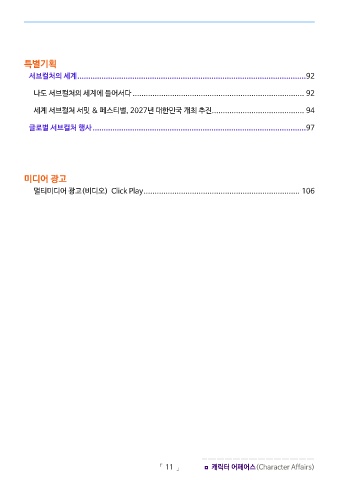 특별기획
서브컬처의 세계........................................................................................................92
나도 서브컬처의 세계에 들어서다.............................................................................. 92
세계 서브컬처 서밋 & 페스티벌, 2027년 대한민국 개최 추진.......................................... 94
글로벌 서브컬처 행사.................................................................................................97
미디어 광고
멀티미디어 광고(비디오) Click Play....................................................................... 106
「 11 」
캐릭터 어페어스(Character Affairs)